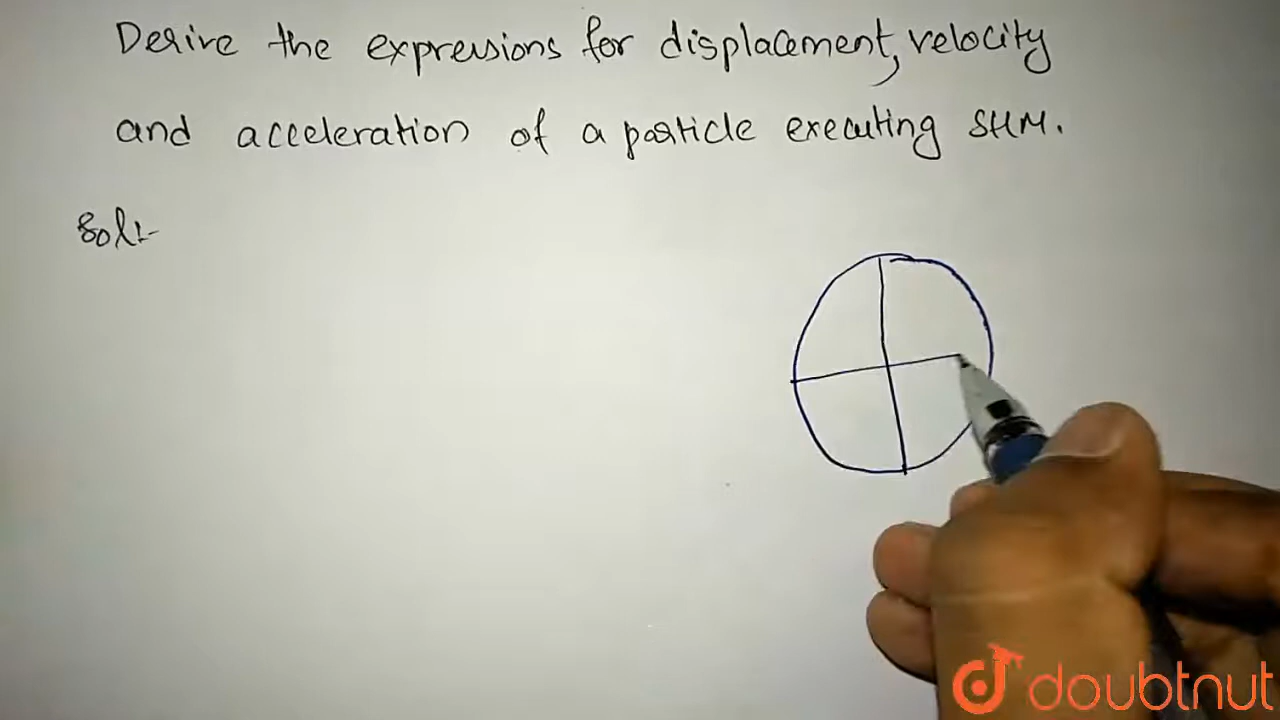 Derive the expressions for displacement, velocity
and acceleration of a particle executing SHM.
Sol:-
doubtnut